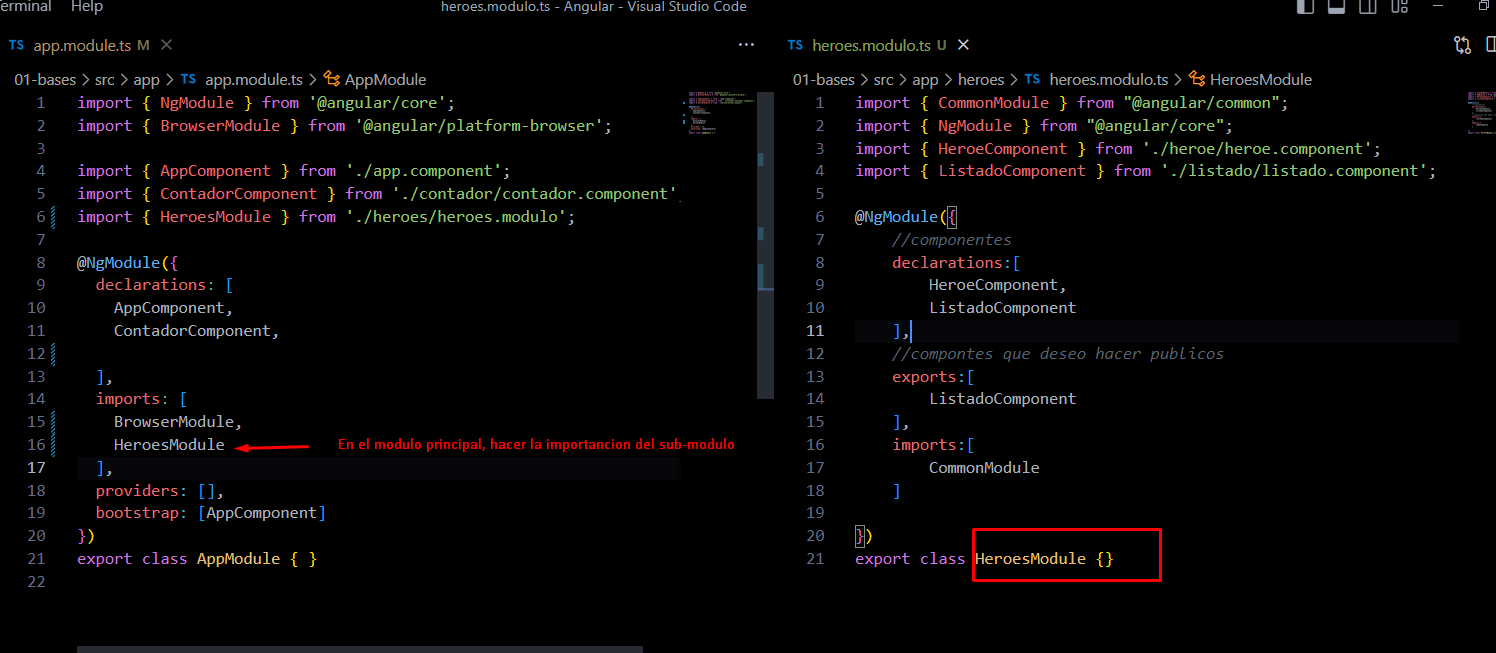 erminal Help heroes.modulo.ts - Angular - Visual Studio Code
TS app.module.ts M
01-bases > src > app > TS app.module.ts > AppModule
1 import { NgModule } from '@angular/core';
2 import { BrowserModule } from '@angular/platform-browser';
3
4 import { AppComponent } from './app.component';
5 import { ContadorComponent } from './contador/contador.component'
6 import { HeroesModule } from './heroes/heroes.modulo';
7
8 @NgModule({
9 declarations: [
10 AppComponent,
11 ContadorComponent,
12
13 ],
14 imports: [
15 BrowserModule,
16 HeroesModule En el modulo principal, hacer la importancion del sub-modulo
17 ],
18 providers: [],
19 bootstrap: [AppComponent]
20 })
21 export class AppModule { }
22
TS heroes.modulo.ts U
01-bases > src > app > heroes > TS heroes.modulo.ts > HeroesModule
1 import { CommonModule } from "@angular/common";
2 import { NgModule } from "@angular/core";
3 import { HeroeComponent } from './heroe/heroe.component';
4 import { ListadoComponent } from './listado/listado.component';
5
6 @NgModule({
7 //componentes
8 declarations:[
9 HeroeComponent,
10 ListadoComponent
11 ],
12 //compontes que deseo hacer publicos
13 exports:[
14 ListadoComponent
15 ],
16 imports:[
17 CommonModule
18 ]
19
20 })
21 export class HeroesModule {}